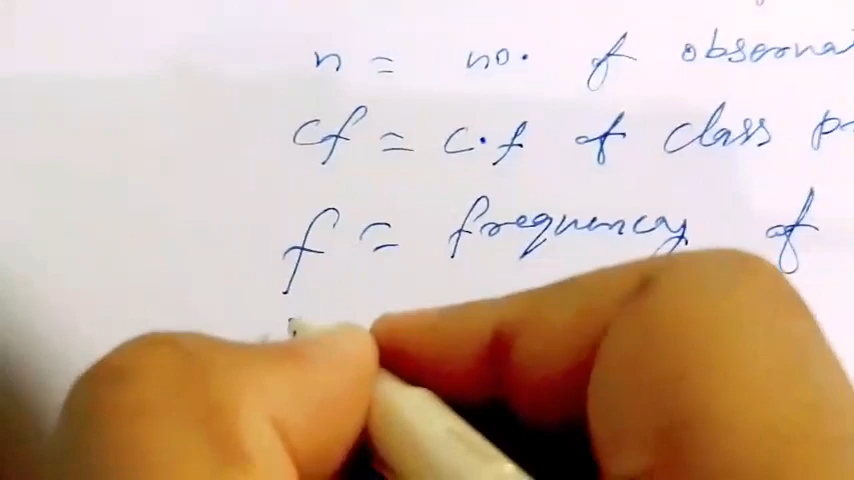 n = no. of
cf = c.f of class
f = frequency of